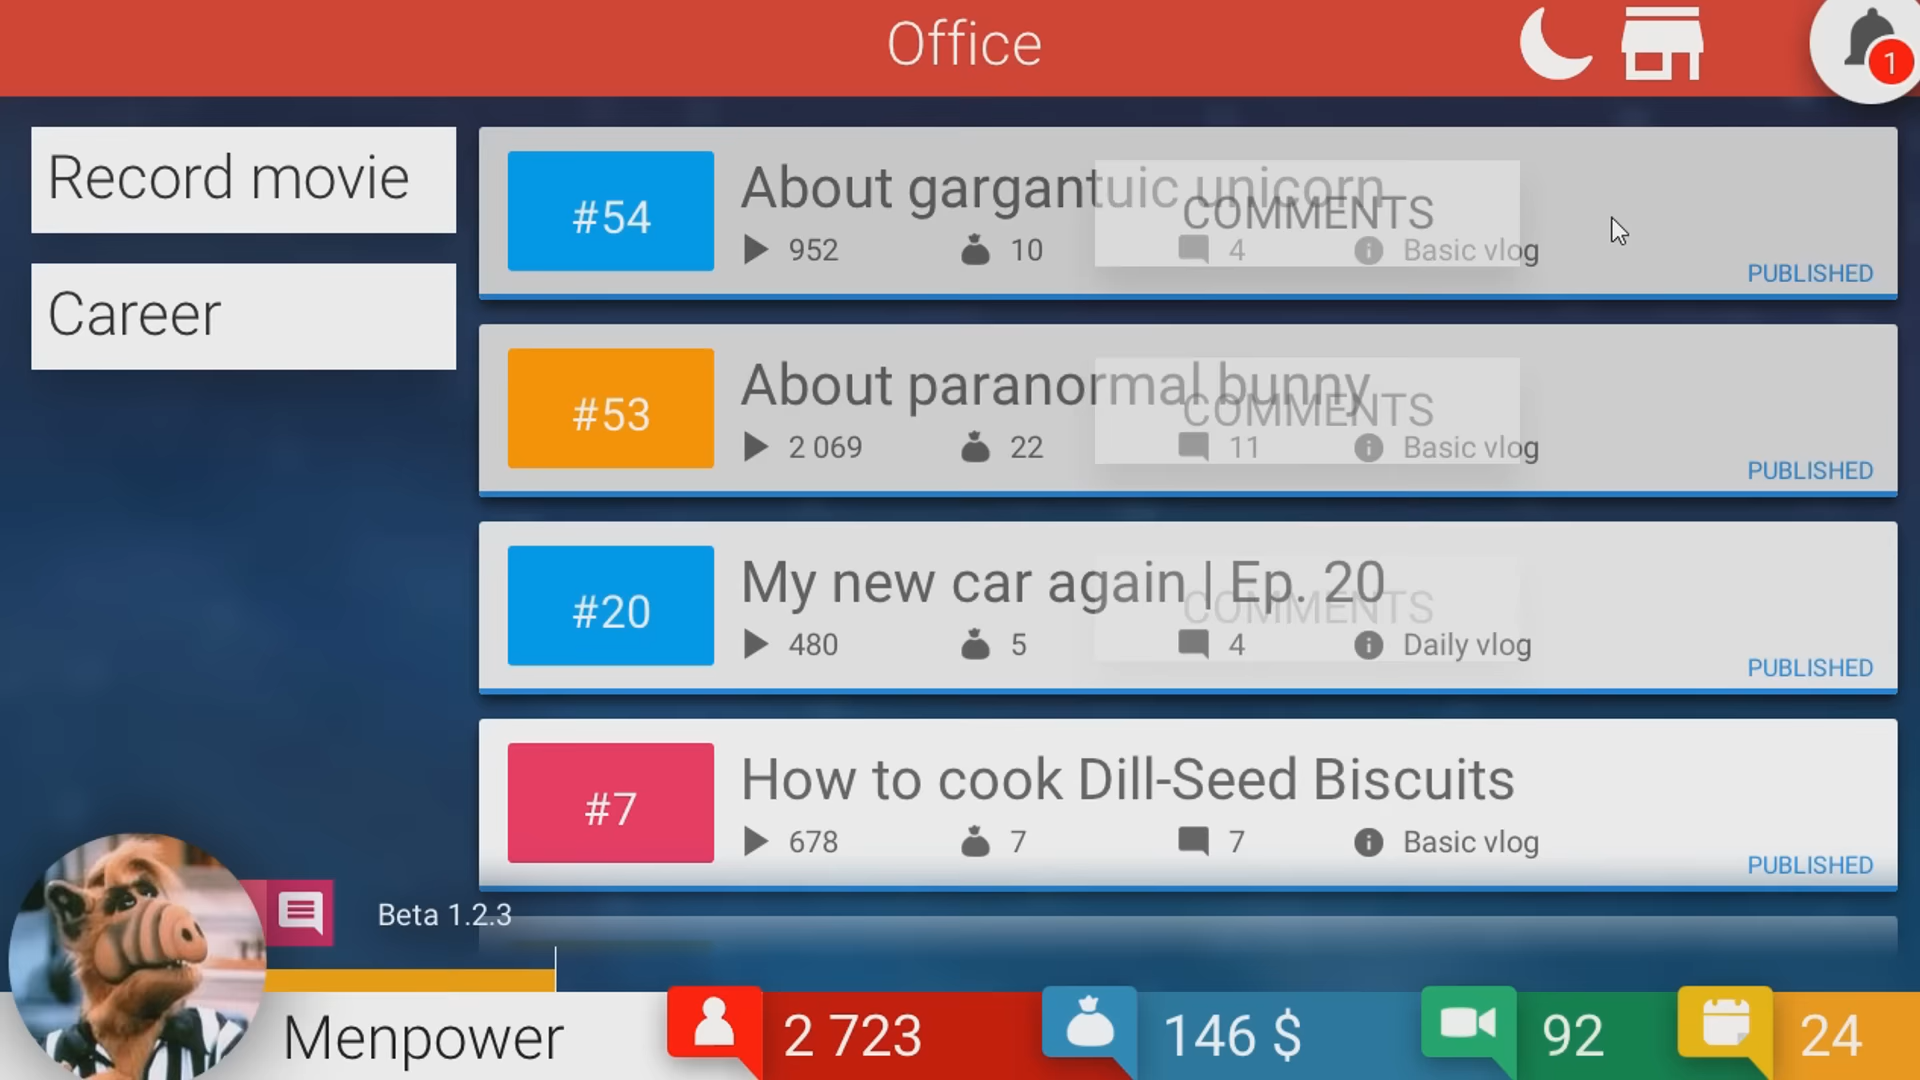 Office
1
Record movie
Career
#54
About gargantuic unicorn
COMMENTS
952
10
4
Basic vlog
PUBLISHED
#53
About paranormal bunny
COMMENTS
2 069
22
11
Basic vlog
PUBLISHED
#20
My new car again | Ep. 20
COMMENTS
480
5
4
Daily vlog
PUBLISHED
#7
How to cook Dill-Seed Biscuits
678
7
7
Basic vlog
PUBLISHED
Beta 1.2.3
Menpower
2 723
146 $
92
24